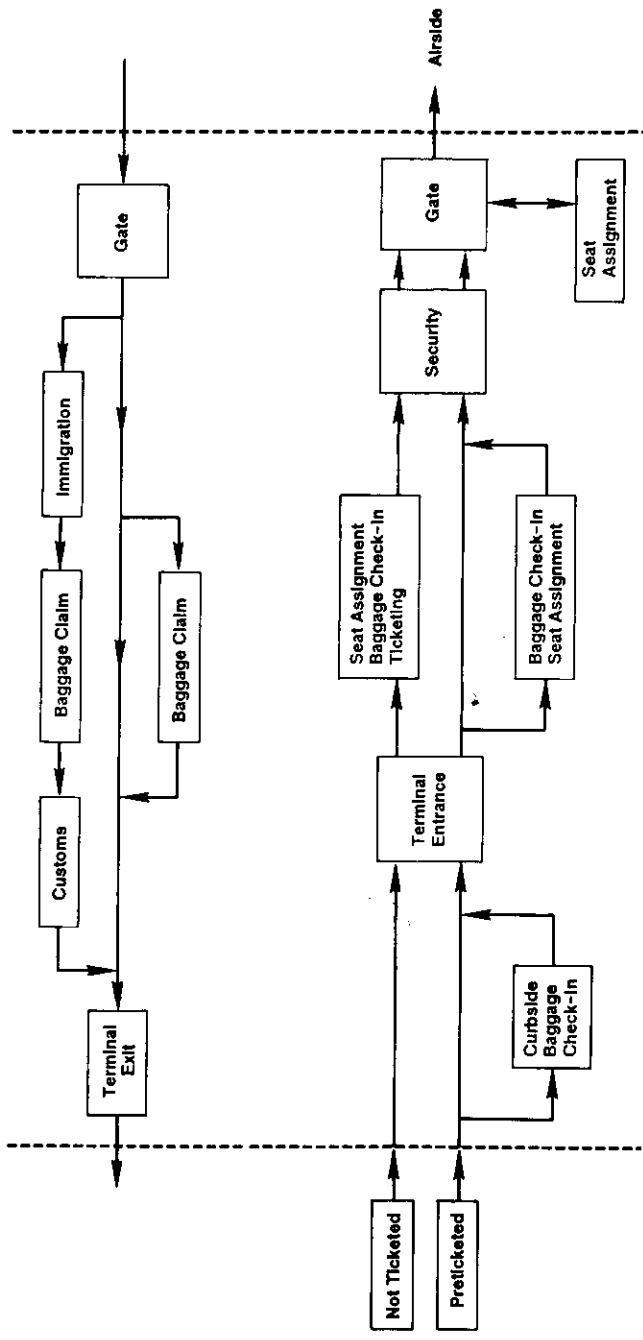 Gate
Immigration
Baggage Claim
Baggage Claim
Customs
Terminal
Exit
Not Ticketed
Preticketed
Curbside
Baggage
Check-In
Terminal
Entrance
Seat Assignment
Baggage Check-In
Ticketing
Baggage Check-In
Seat Assignment
Security
Gate
Seat
Assignment
Airside